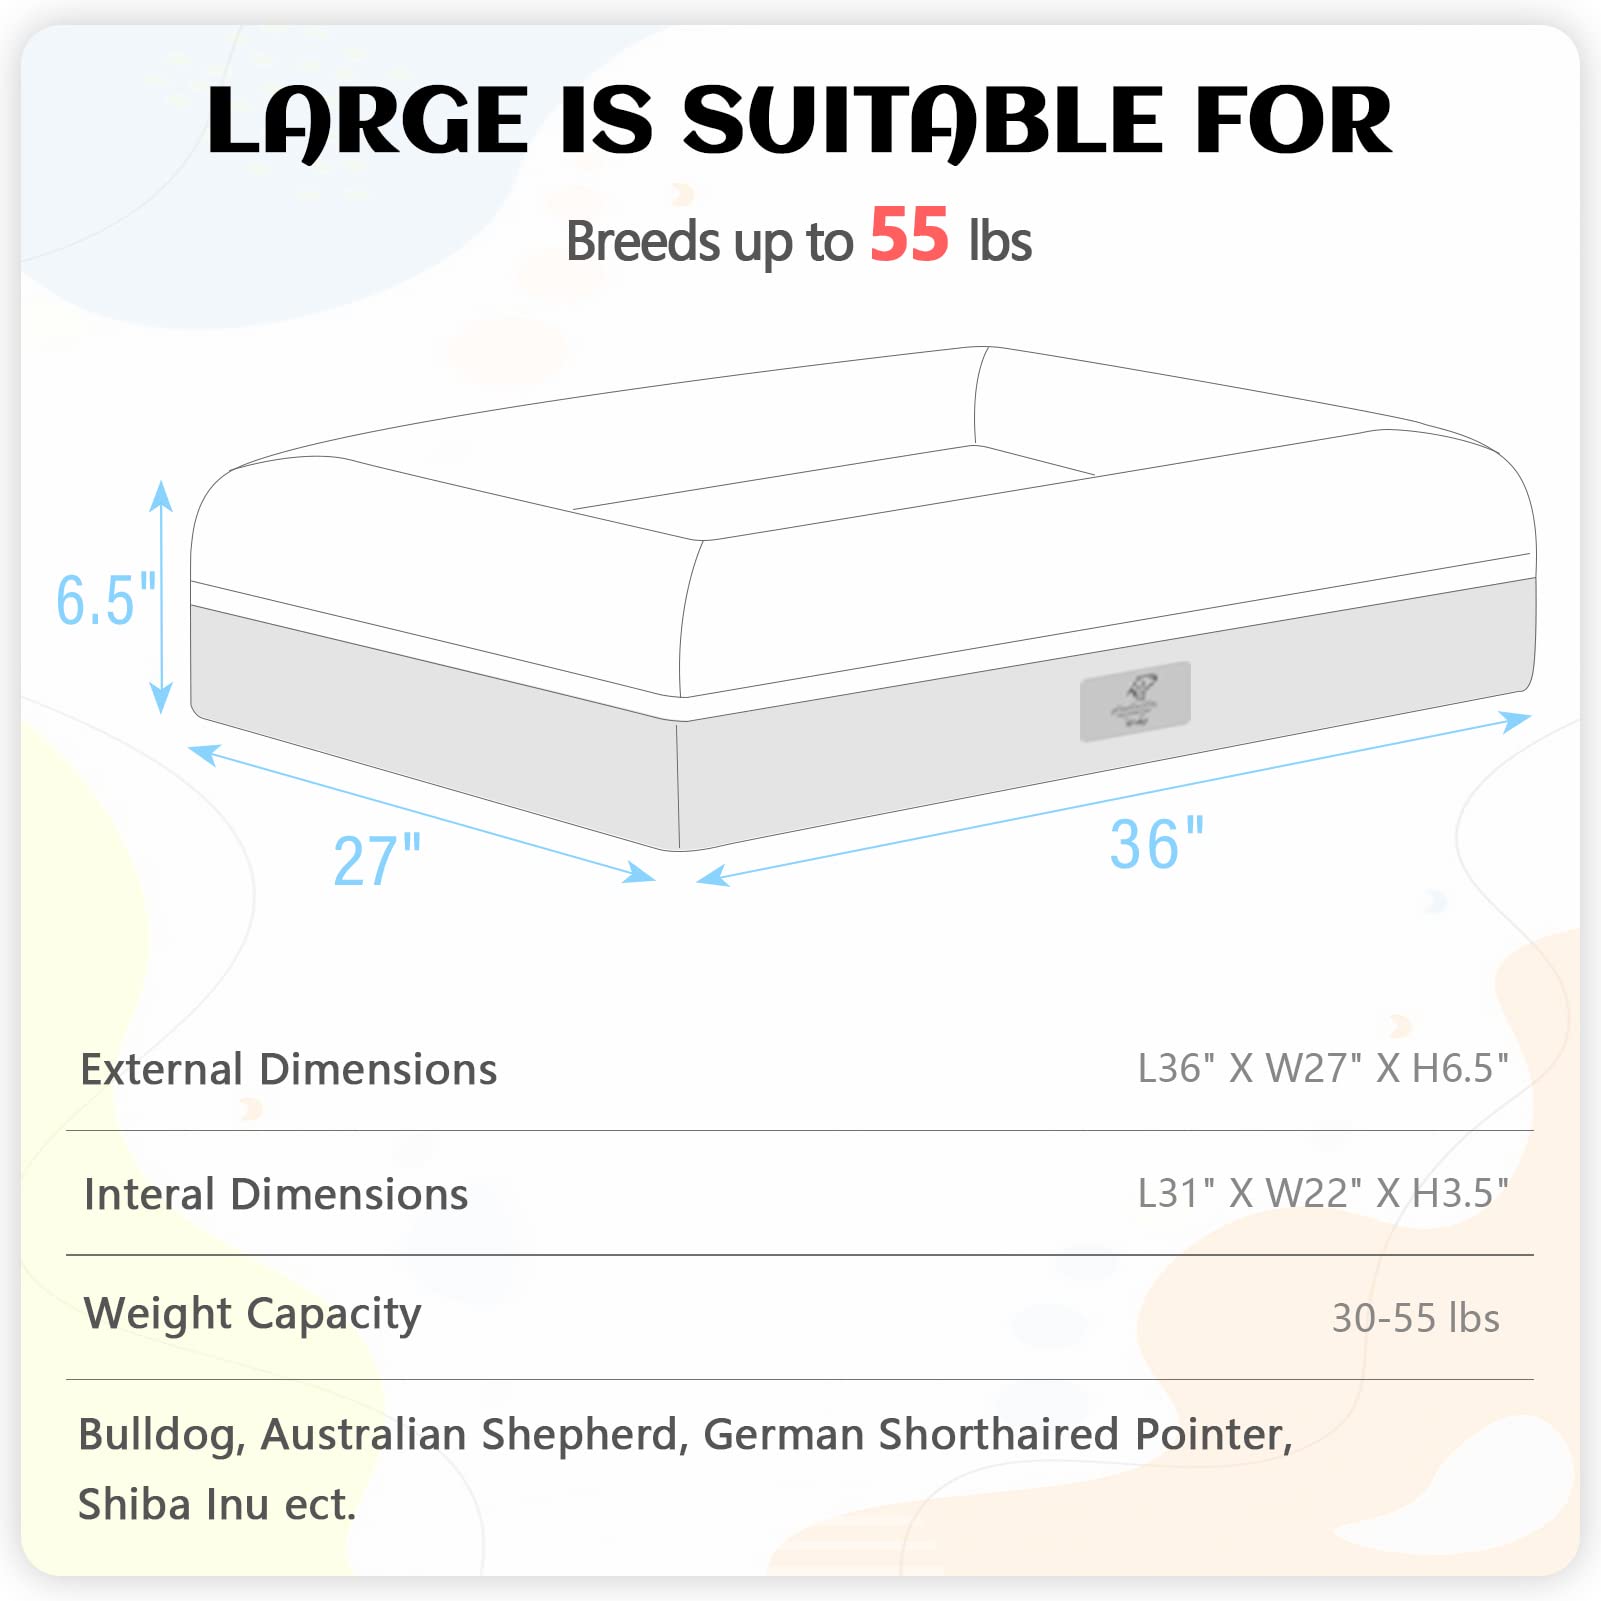 LARGE IS SUITABLE FOR
Breeds up to 55 lbs
6.5"
27"
36"
External Dimensions L36" X W27" X H6.5"
Interal Dimensions L31" X W22" X H3.5"
Weight Capacity 30-55 lbs
Bulldog, Australian Shepherd, German Shorthaired Pointer,
Shiba Inu ect.